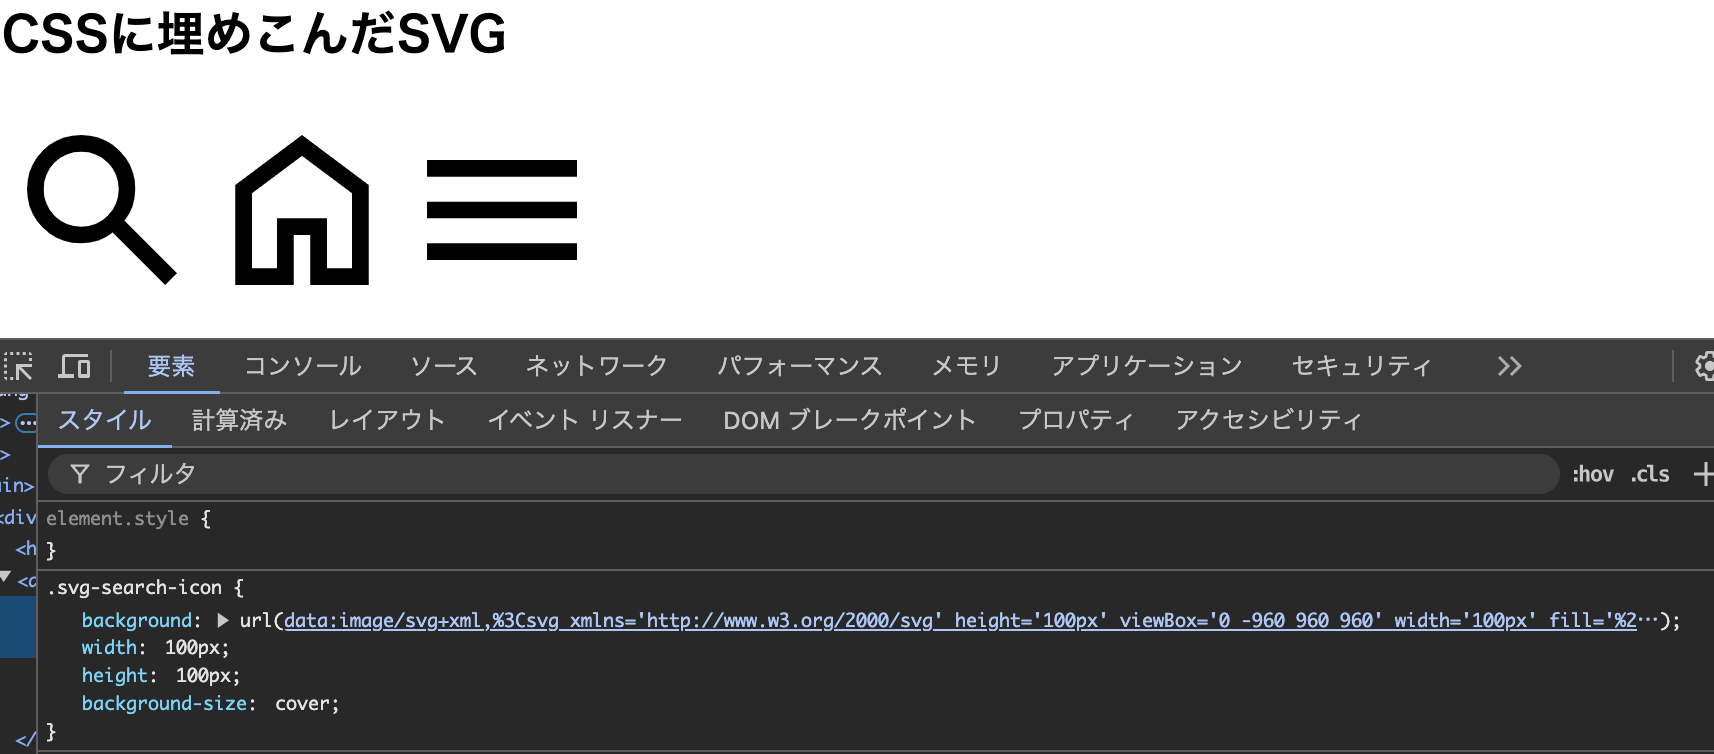 CSSに埋めこんだSVG
要素 コンソール ソース ネットワーク パフォーマンス メモリ アプリケーション セキュリティ
スタイル 計算済み レイアウト イベント リスナー DOM ブレークポイント プロパティ アクセシビリティ
> フィルタ :hov .cls
ain>
<div element.style {
<h }
<a .svg-search-icon {
background: url(data:image/svg+xml,%3Csvg xmlns='http://www.w3.org/2000/svg' height='100px' viewBox='0 -960 960 960' width='100px' fill='%2…);
width: 100px;
height: 100px;
background-size: cover;
}
</